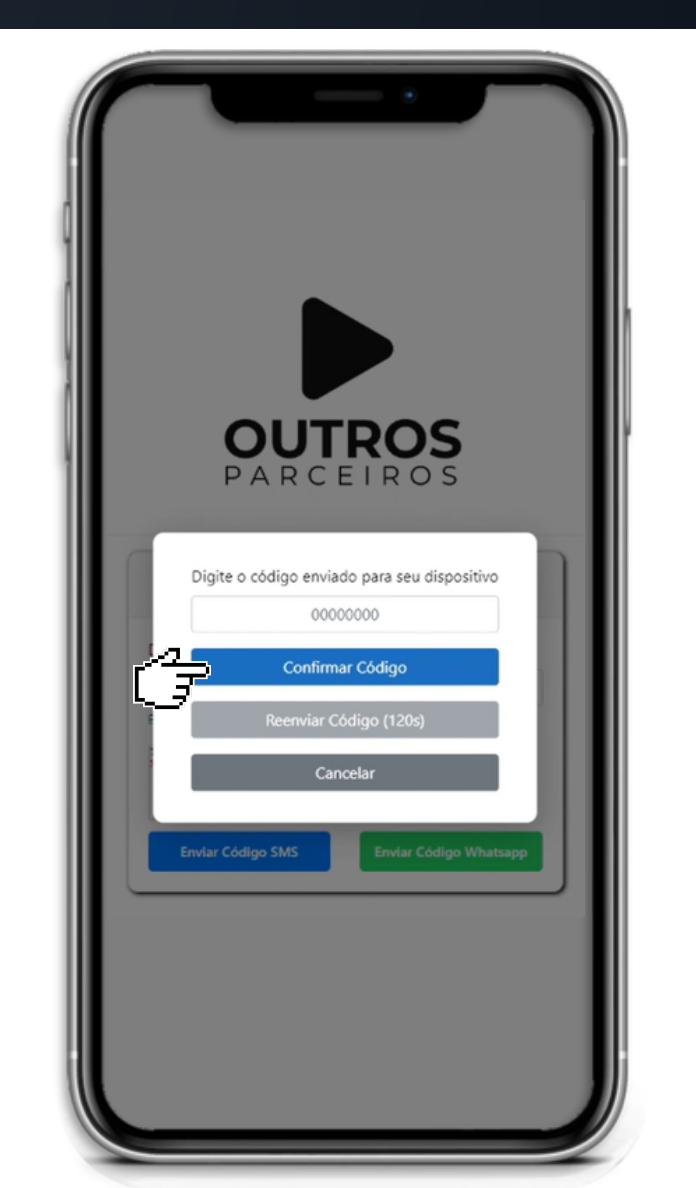 OUTROS
PARCEIROS
Digite o código enviado para seu dispositivo
00000000
Confirmar Código
Reenviar Código (120s)
Cancelar
Enviar Código SMS
Enviar Código Whatsapp